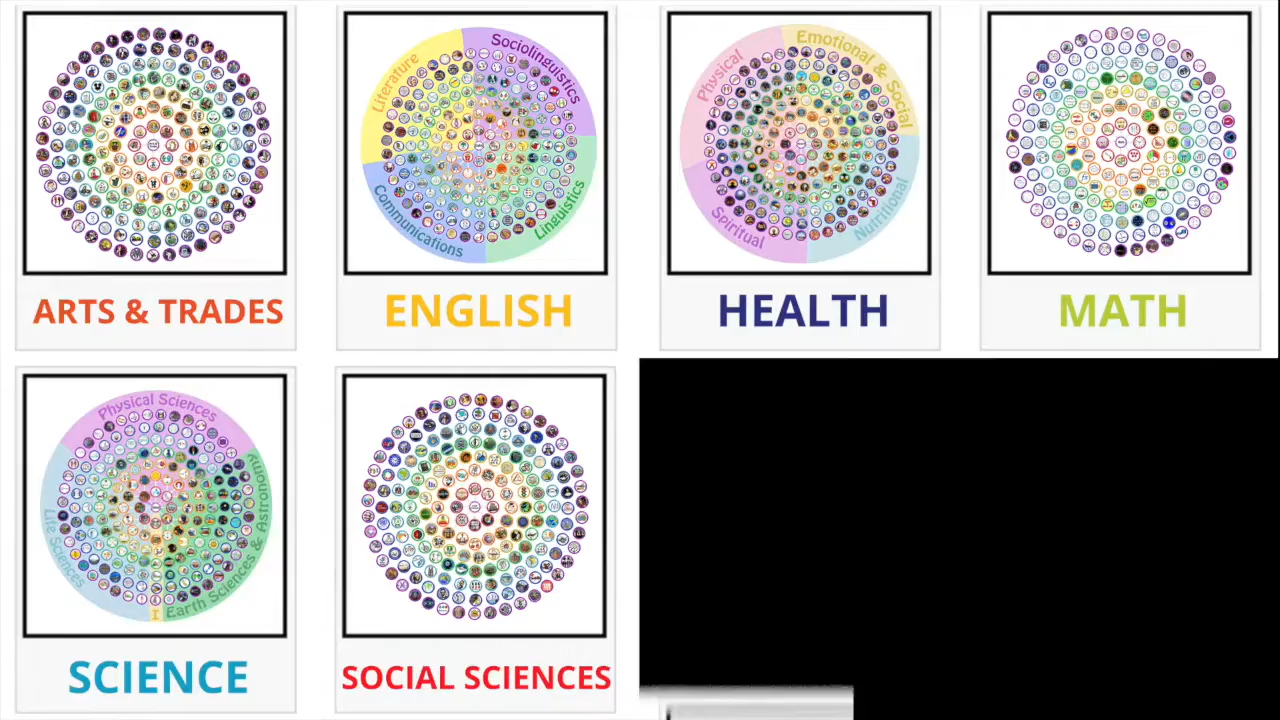 Literature
Sociolinguistics
Communications
Linguistics
Physical
Emotional & Social
Spiritual
Nutritional
ARTS & TRADES
ENGLISH
HEALTH
MATH
Physical Sciences
Life Sciences
Earth Sciences & Astronomy
I
SCIENCE
SOCIAL SCIENCES